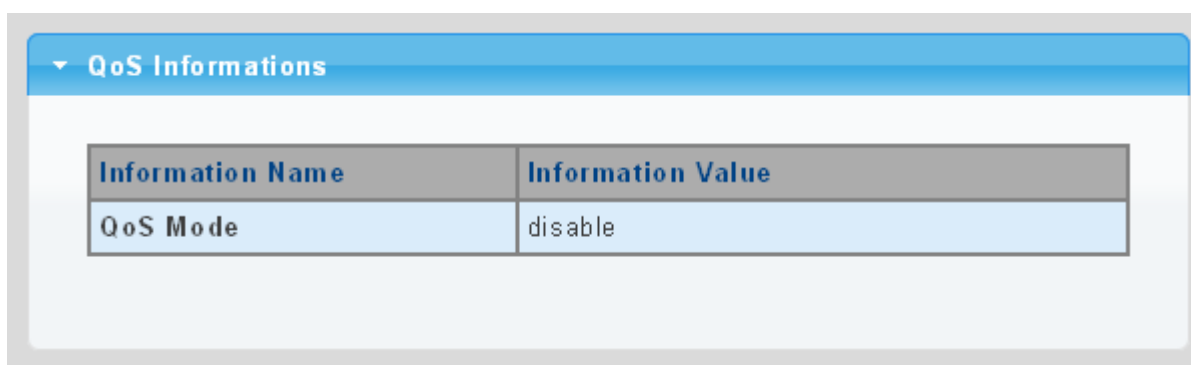 QoS Informations
Information Name Information Value
QoS Mode disable